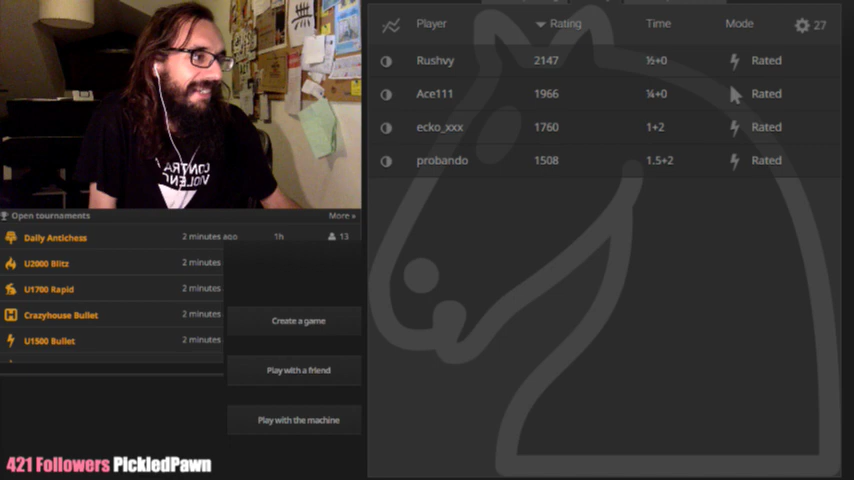 Player Rating Time Mode 27
Rushvy 2147 ½+0 Rated
Ace111 1966 ¼+0 Rated
ecko_xxx 1760 1+2 Rated
probando 1508 1.5+2 Rated
CONTRA
VIOLENC
Open tournaments More »
Daily Antichess 2 minutes ago 1h 13
U2000 Blitz 2 minutes
U1700 Rapid 2 minutes
Crazyhouse Bullet 2 minutes
U1500 Bullet 2 minutes
Create a game
Play with a friend
Play with the machine
421 Followers PickledPawn